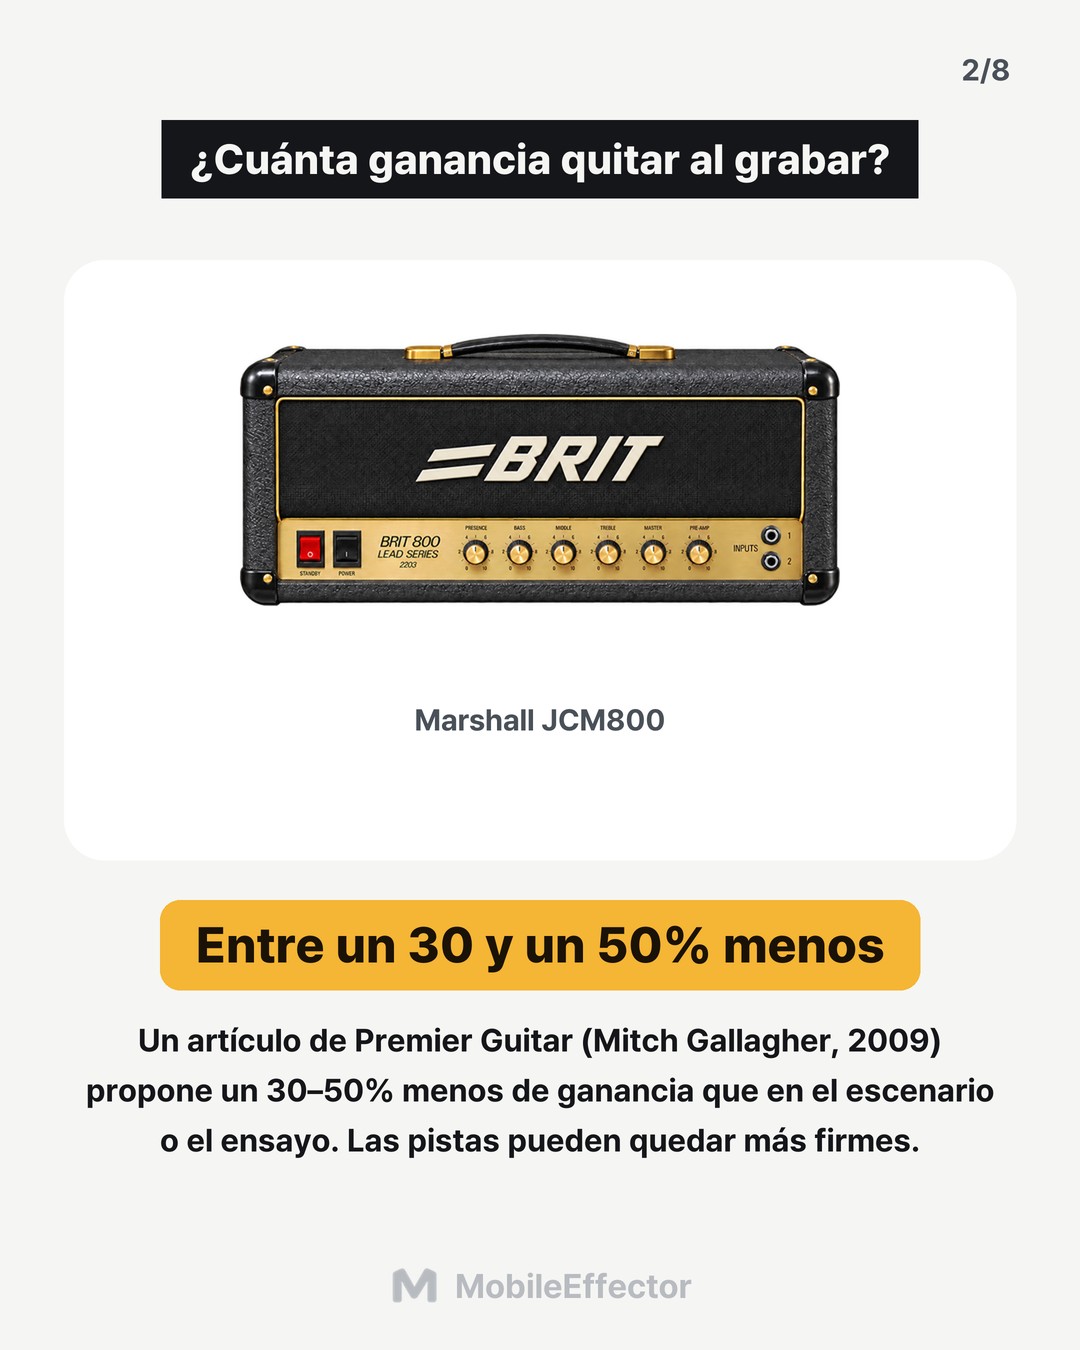 2/8
¿Cuánta ganancia quitar al grabar?
BRIT
PRESENCE BASS MIDDLE TREBLE MASTER PRE-AMP
BRIT 800
LEAD SERIES
2203
INPUTS
1
2
STANDBY POWER
Marshall JCM800
Entre un 30 y un 50% menos
Un artículo de Premier Guitar (Mitch Gallagher, 2009)
propone un 30–50% menos de ganancia que en el escenario
o el ensayo. Las pistas pueden quedar más firmes.
MobileEffector